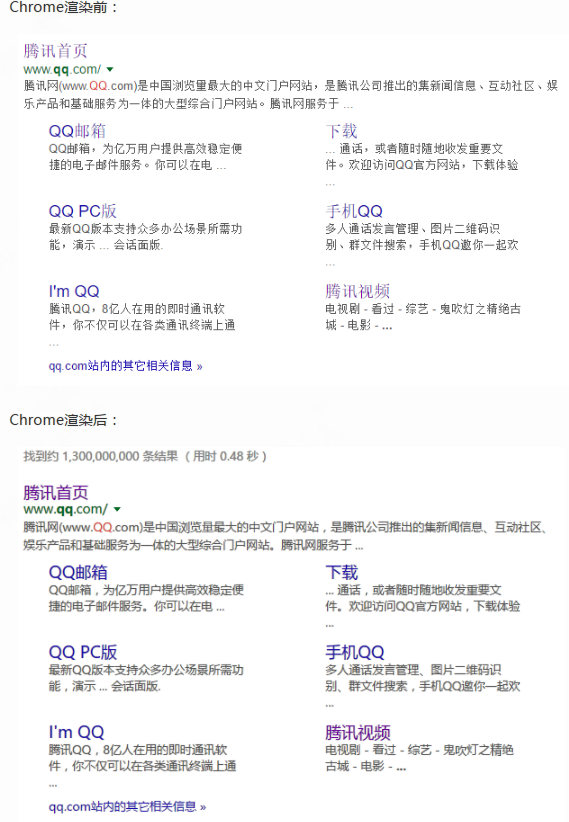 Chrome渲染前：
腾讯首页
www.qq.com/
腾讯网(www.QQ.com)是中国浏览量最大的中文门户网站，是腾讯公司推出的集新闻信息、互动社区、娱
乐产品和基础服务为一体的大型综合门户网站。腾讯网服务于 ...
QQ邮箱
QQ邮箱，为亿万用户提供高效稳定便
捷的电子邮件服务。你可以在电 ...
下载
... 通话，或者随时随地收发重要文
件。欢迎访问QQ官方网站，下载体验
...
QQ PC版
最新QQ版本支持众多办公场景所需功
能，演示 ... 会话面版.
手机QQ
多人通话发言管理、图片二维码识
别、群文件搜索，手机QQ邀你一起欢
...
I'm QQ
腾讯QQ，8亿人在用的即时通讯软
件，你不仅可以在各类通讯终端上通
...
腾讯视频
电视剧 - 看过 - 综艺 - 鬼吹灯之精绝古
城 - 电影 - ...
qq.com站内的其它相关信息 »
Chrome渲染后：
找到约 1,300,000,000 条结果 （用时 0.48 秒）
腾讯首页
www.qq.com/
腾讯网(www.QQ.com)是中国浏览量最大的中文门户网站，是腾讯公司推出的集新闻信息、互动社区、
娱乐产品和基础服务为一体的大型综合门户网站。腾讯网服务于 ...
QQ邮箱
QQ邮箱，为亿万用户提供高效稳定便
捷的电子邮件服务。你可以在电 ...
下载
... 通话，或者随时随地收发重要文
件。欢迎访问QQ官方网站，下载体验
...
QQ PC版
最新QQ版本支持众多办公场景所需功
能，演示 ... 会话面版.
手机QQ
多人通话发言管理、图片二维码识
别、群文件搜索，手机QQ邀你一起欢
...
I'm QQ
腾讯QQ，8亿人在用的即时通讯软
件，你不仅可以在各类通讯终端上通
...
腾讯视频
电视剧 - 看过 - 综艺 - 鬼吹灯之精绝
古城 - 电影 - ...
qq.com站内的其它相关信息 »